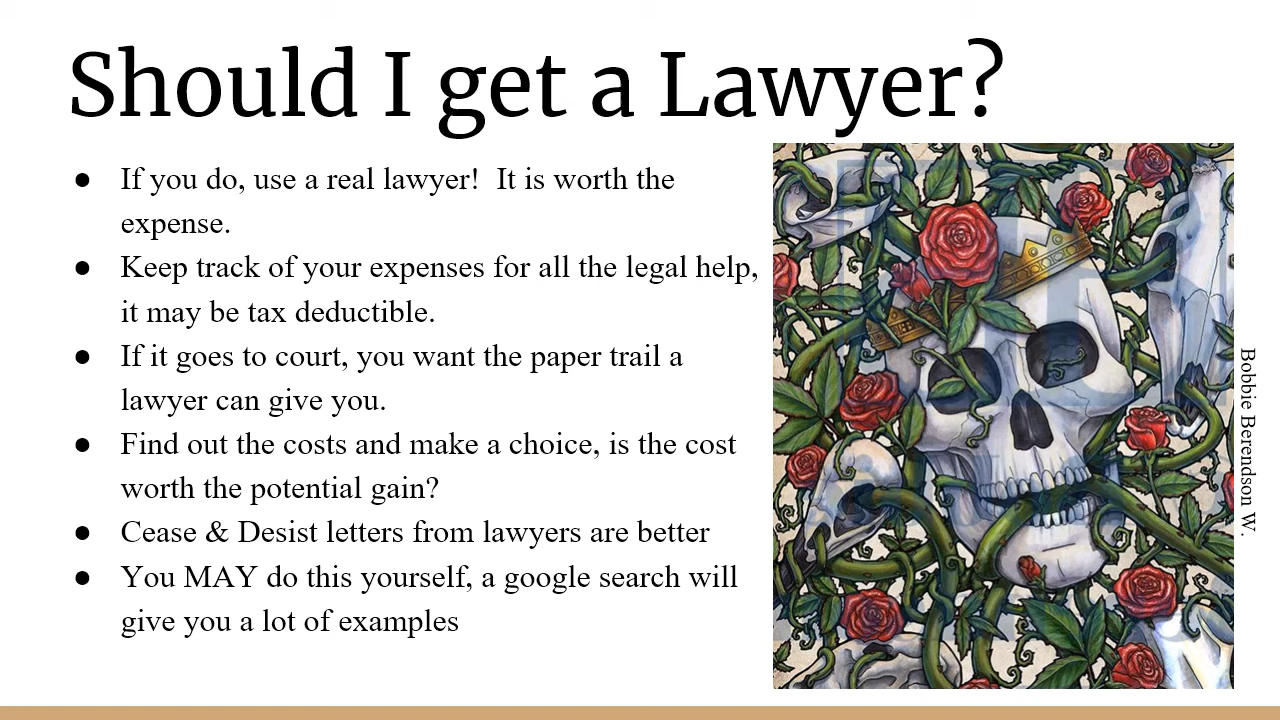 Should I get a Lawyer?
● If you do, use a real lawyer!  It is worth the
expense.
● Keep track of your expenses for all the legal help,
it may be tax deductible.
● If it goes to court, you want the paper trail a
lawyer can give you.
● Find out the costs and make a choice, is the cost
worth the potential gain?
● Cease & Desist letters from lawyers are better
● You MAY do this yourself, a google search will
give you a lot of examples
Bobbie Berendson W.